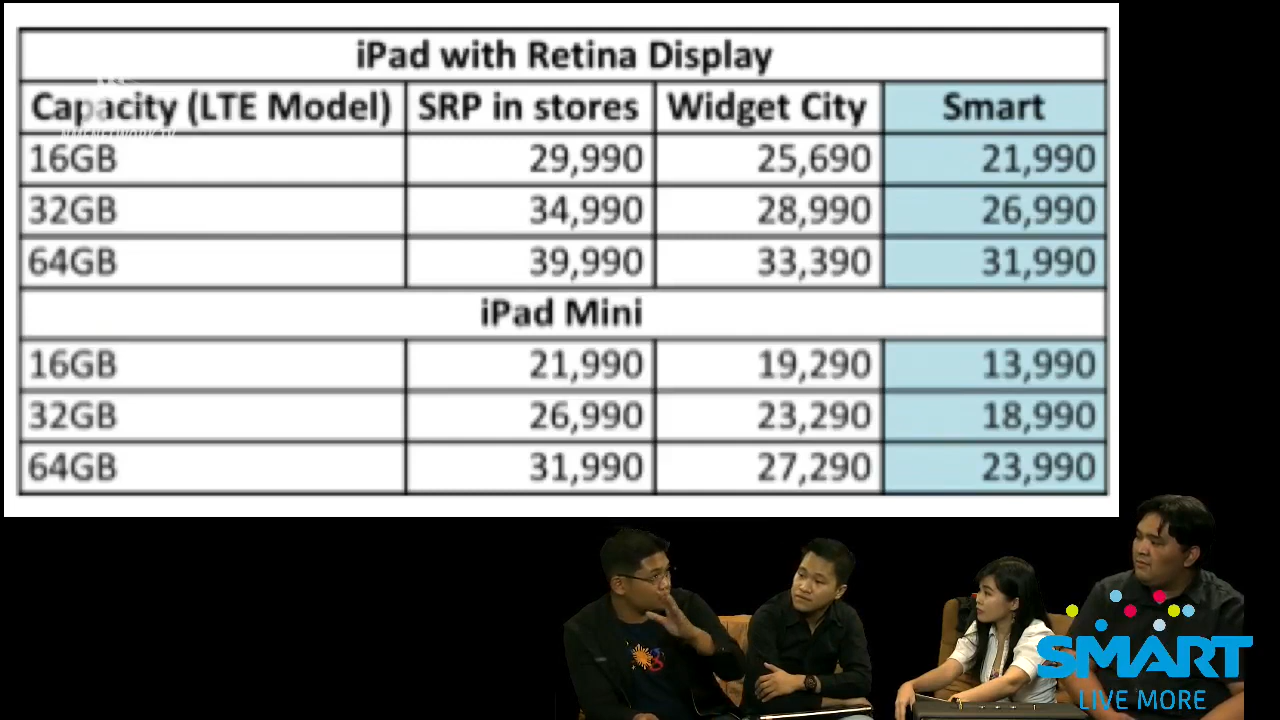 iPad with Retina Display
Capacity (LTE Model) SRP in stores Widget City Smart
16GB 29,990 25,690 21,990
32GB 34,990 28,990 26,990
64GB 39,990 33,390 31,990
iPad Mini
16GB 21,990 19,290 13,990
32GB 26,990 23,290 18,990
64GB 31,990 27,290 23,990
SMART
LIVE MORE